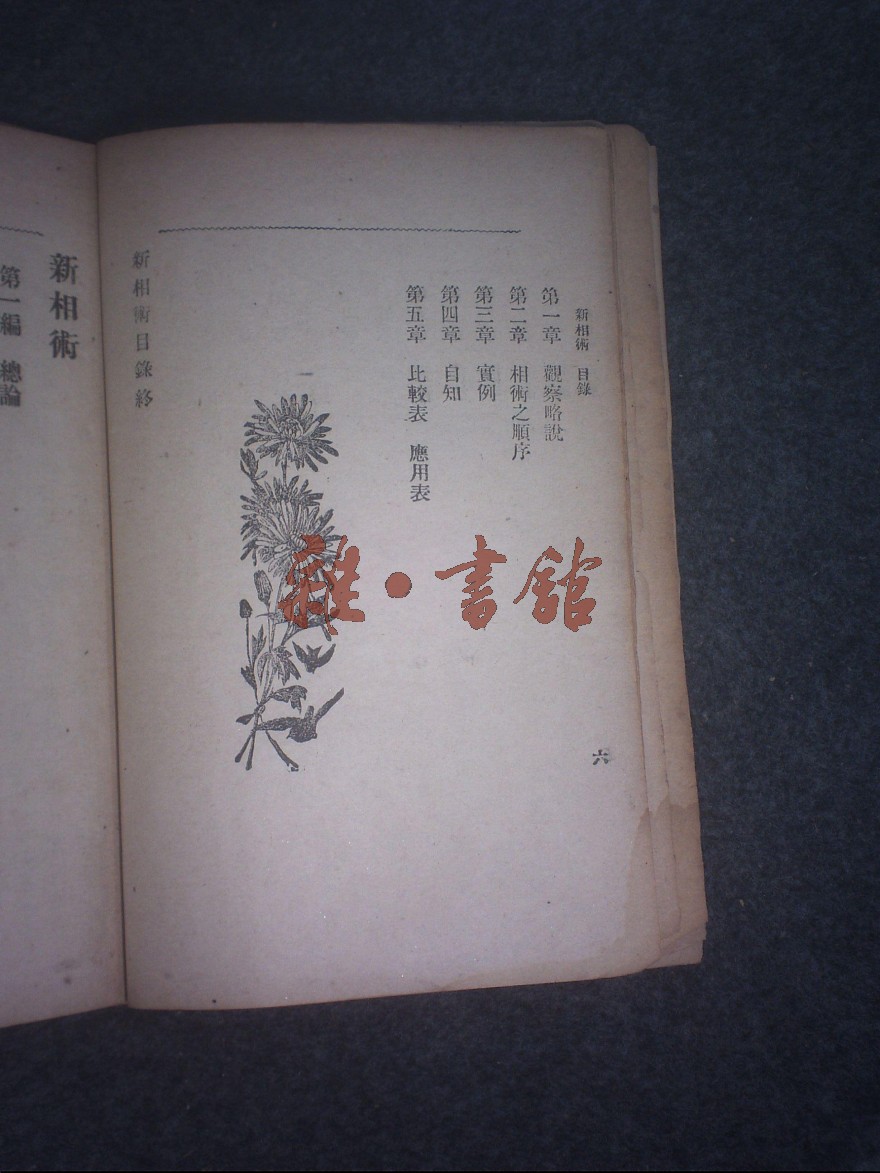 新相術　目錄
第一章　觀察略說
第二章　相術之順序
第三章　實例
第四章　自知
第五章　比較表　應用表
新相術目錄終
六
新相術
第一編　總論
雜·書館